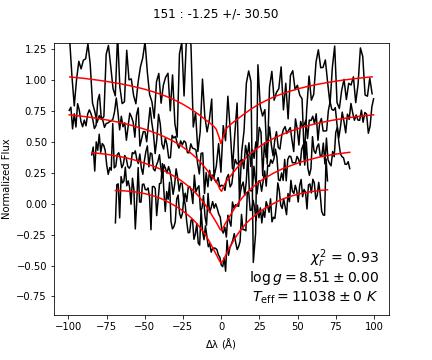 151 : -1.25 +/- 30.50
Normalized Flux
1.25
1.00
0.75
0.50
0.25
0.00
−0.25
−0.50
−0.75
χ²ᵣ = 0.93
log g = 8.51 ± 0.00
T_eff = 11038 ± 0 K
−100 −75 −50 −25 0 25 50 75 100
Δλ (Å)